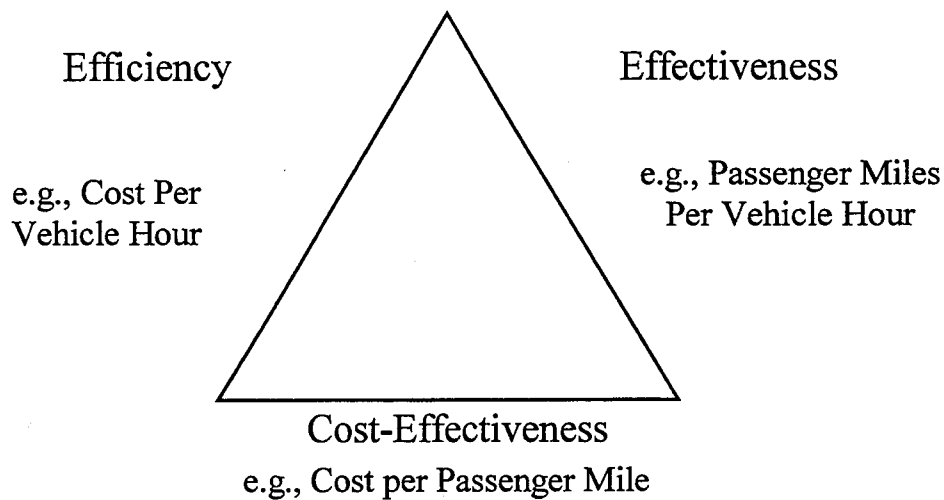 Efficiency
Effectiveness
e.g., Cost Per
Vehicle Hour
e.g., Passenger Miles
Per Vehicle Hour
Cost-Effectiveness
e.g., Cost per Passenger Mile